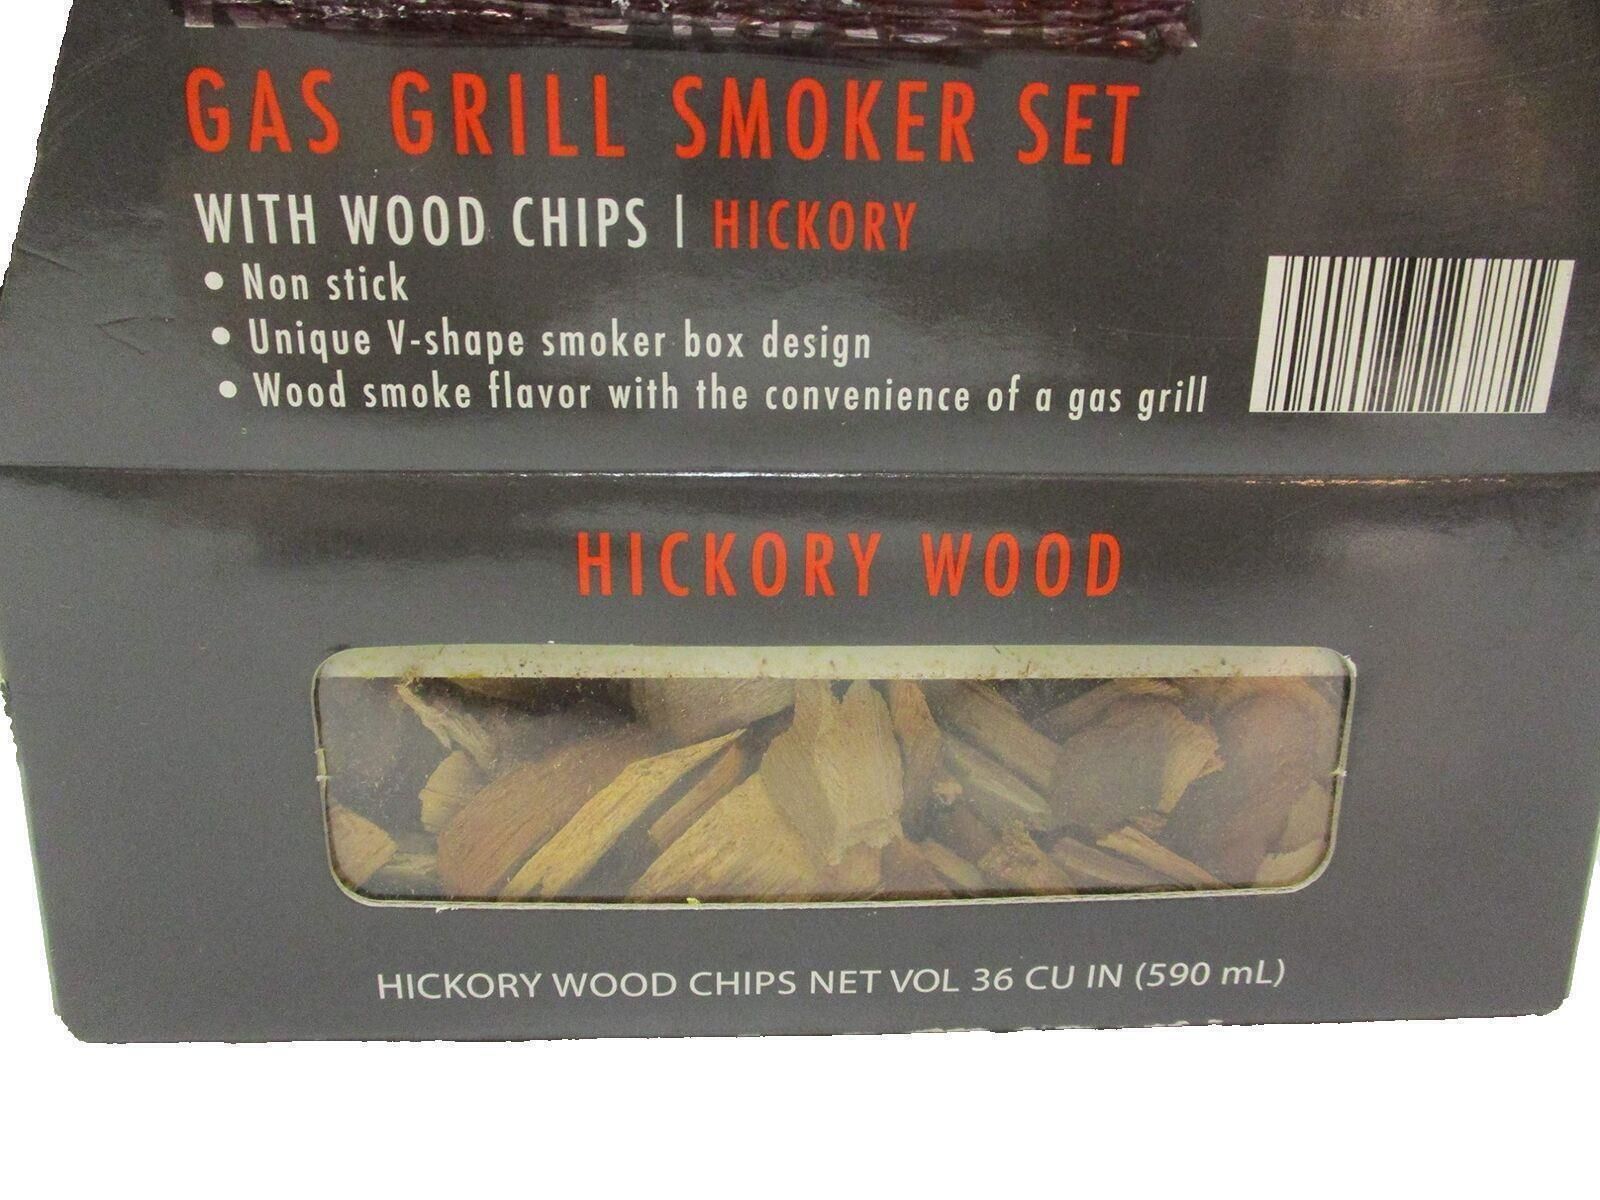 GAS GRILL SMOKER SET
WITH WOOD CHIPS | HICKORY
• Non stick
• Unique V-shape smoker box design
• Wood smoke flavor with the convenience of a gas grill
HICKORY WOOD
HICKORY WOOD CHIPS NET VOL 36 CU IN (590 mL)